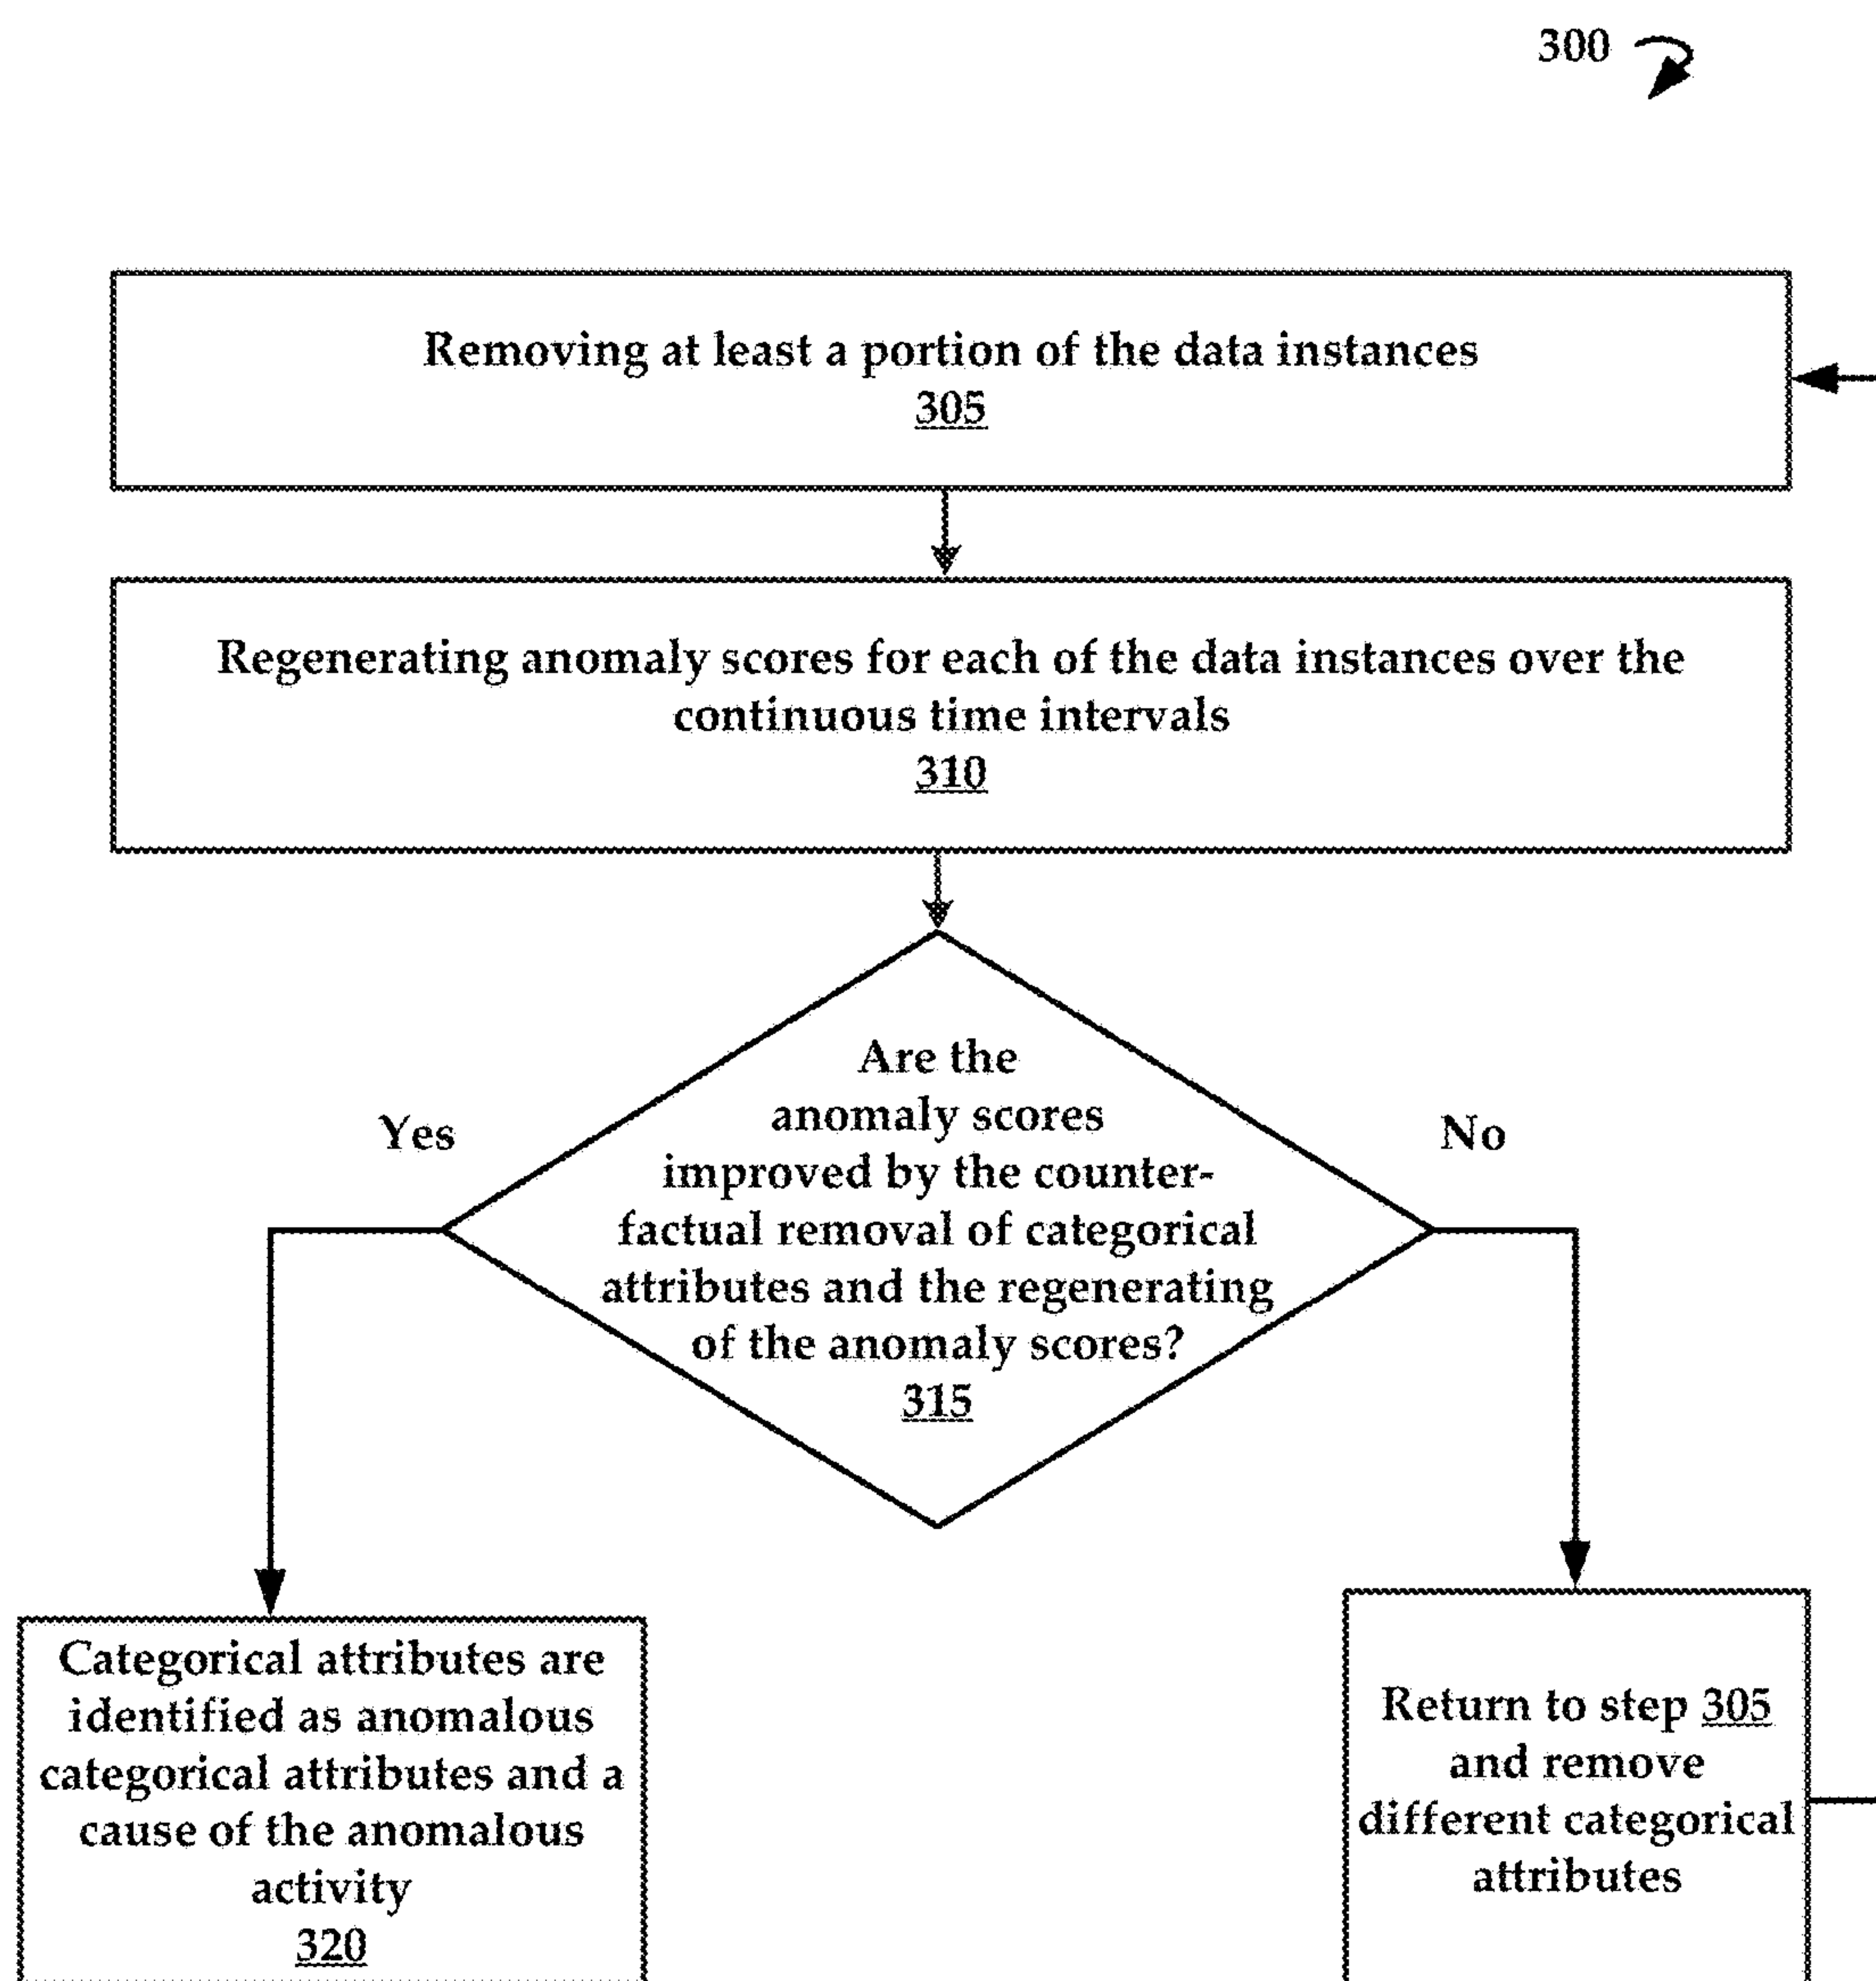 300
Removing at least a portion of the data instances
305
Regenerating anomaly scores for each of the data instances over the
continuous time intervals
310
Are the
anomaly scores
improved by the counter-
factual removal of categorical
attributes and the regenerating
of the anomaly scores?
315
Yes
No
Categorical attributes are
identified as anomalous
categorical attributes and a
cause of the anomalous
activity
320
Return to step 305
and remove
different categorical
attributes